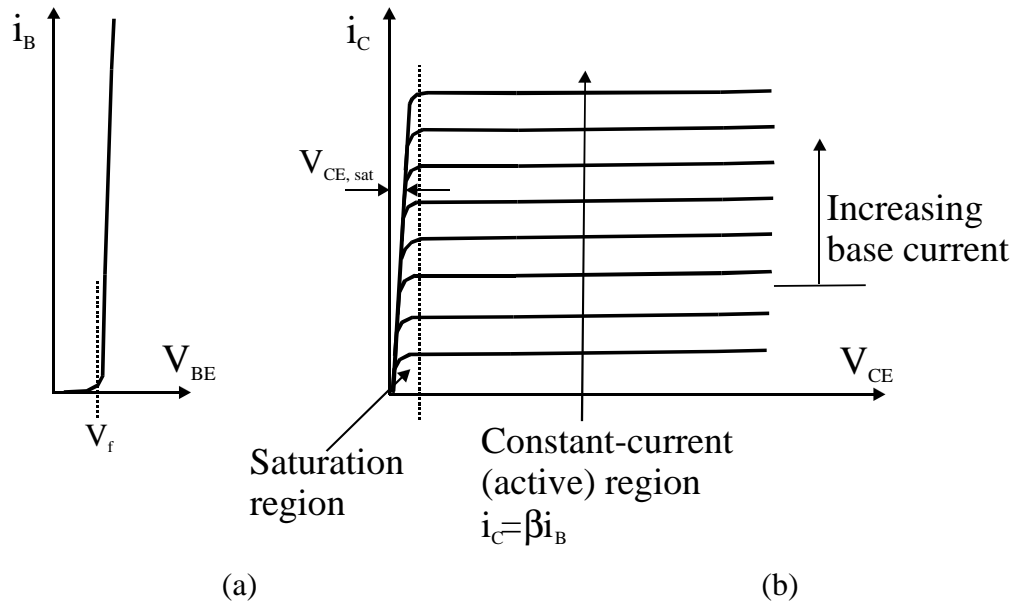 i_B
V_BE
V_f
(a)
i_C
V_CE, sat
Increasing
base current
V_CE
Saturation
region
Constant-current
(active) region
i_C=βi_B
(b)